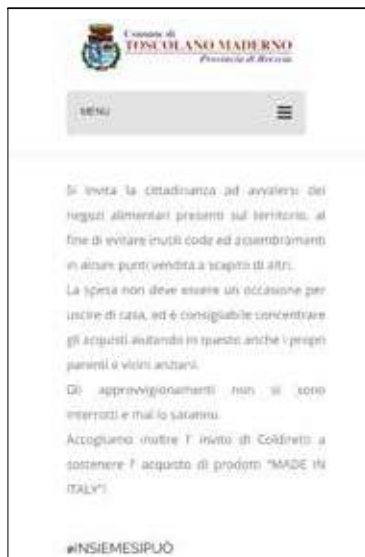 Comune di
TOSCOLANO MADERNO
Provincia di Brescia
MENU
Si invita la cittadinanza ad avvalersi dei
negozi alimentari presenti sul territorio, al
fine di evitare inutili code ed assembramenti
in alcuni punti vendita a scapito di altri.
La spesa non deve essere un occasione per
uscire di casa, ed è consigliabile concentrare
gli acquisti aiutando in questo anche i propri
parenti e vicini anziani.
Gli approvvigionamenti non si sono
interrotti e mai lo saranno.
Accogliamo inoltre l' invito di Coldiretti a
sostenere l' acquisto di prodotti "MADE IN
ITALY"!
#INSIEMESIPUÒ